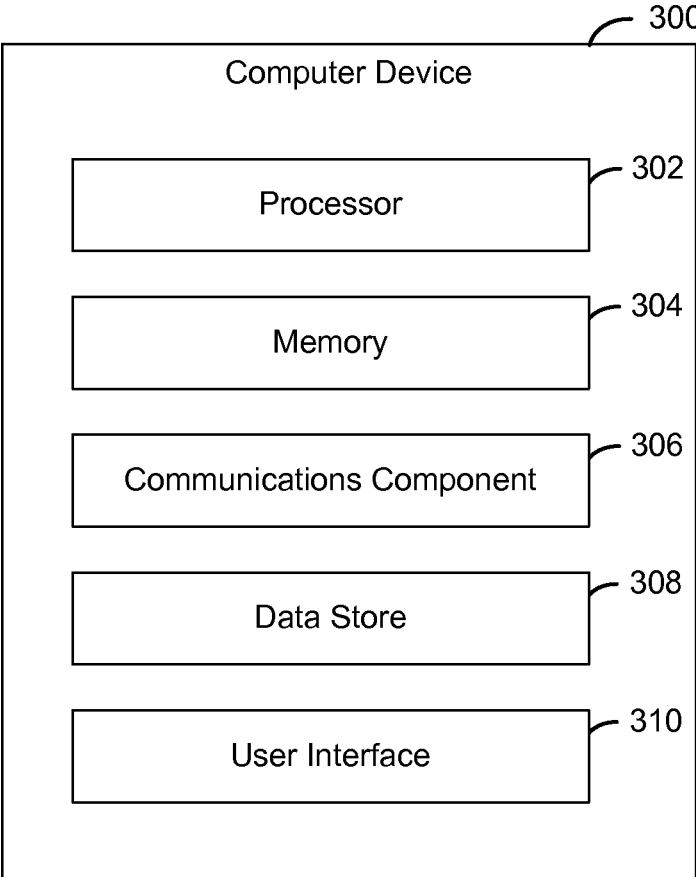 300
Computer Device
302
Processor
304
Memory
306
Communications Component
308
Data Store
310
User Interface